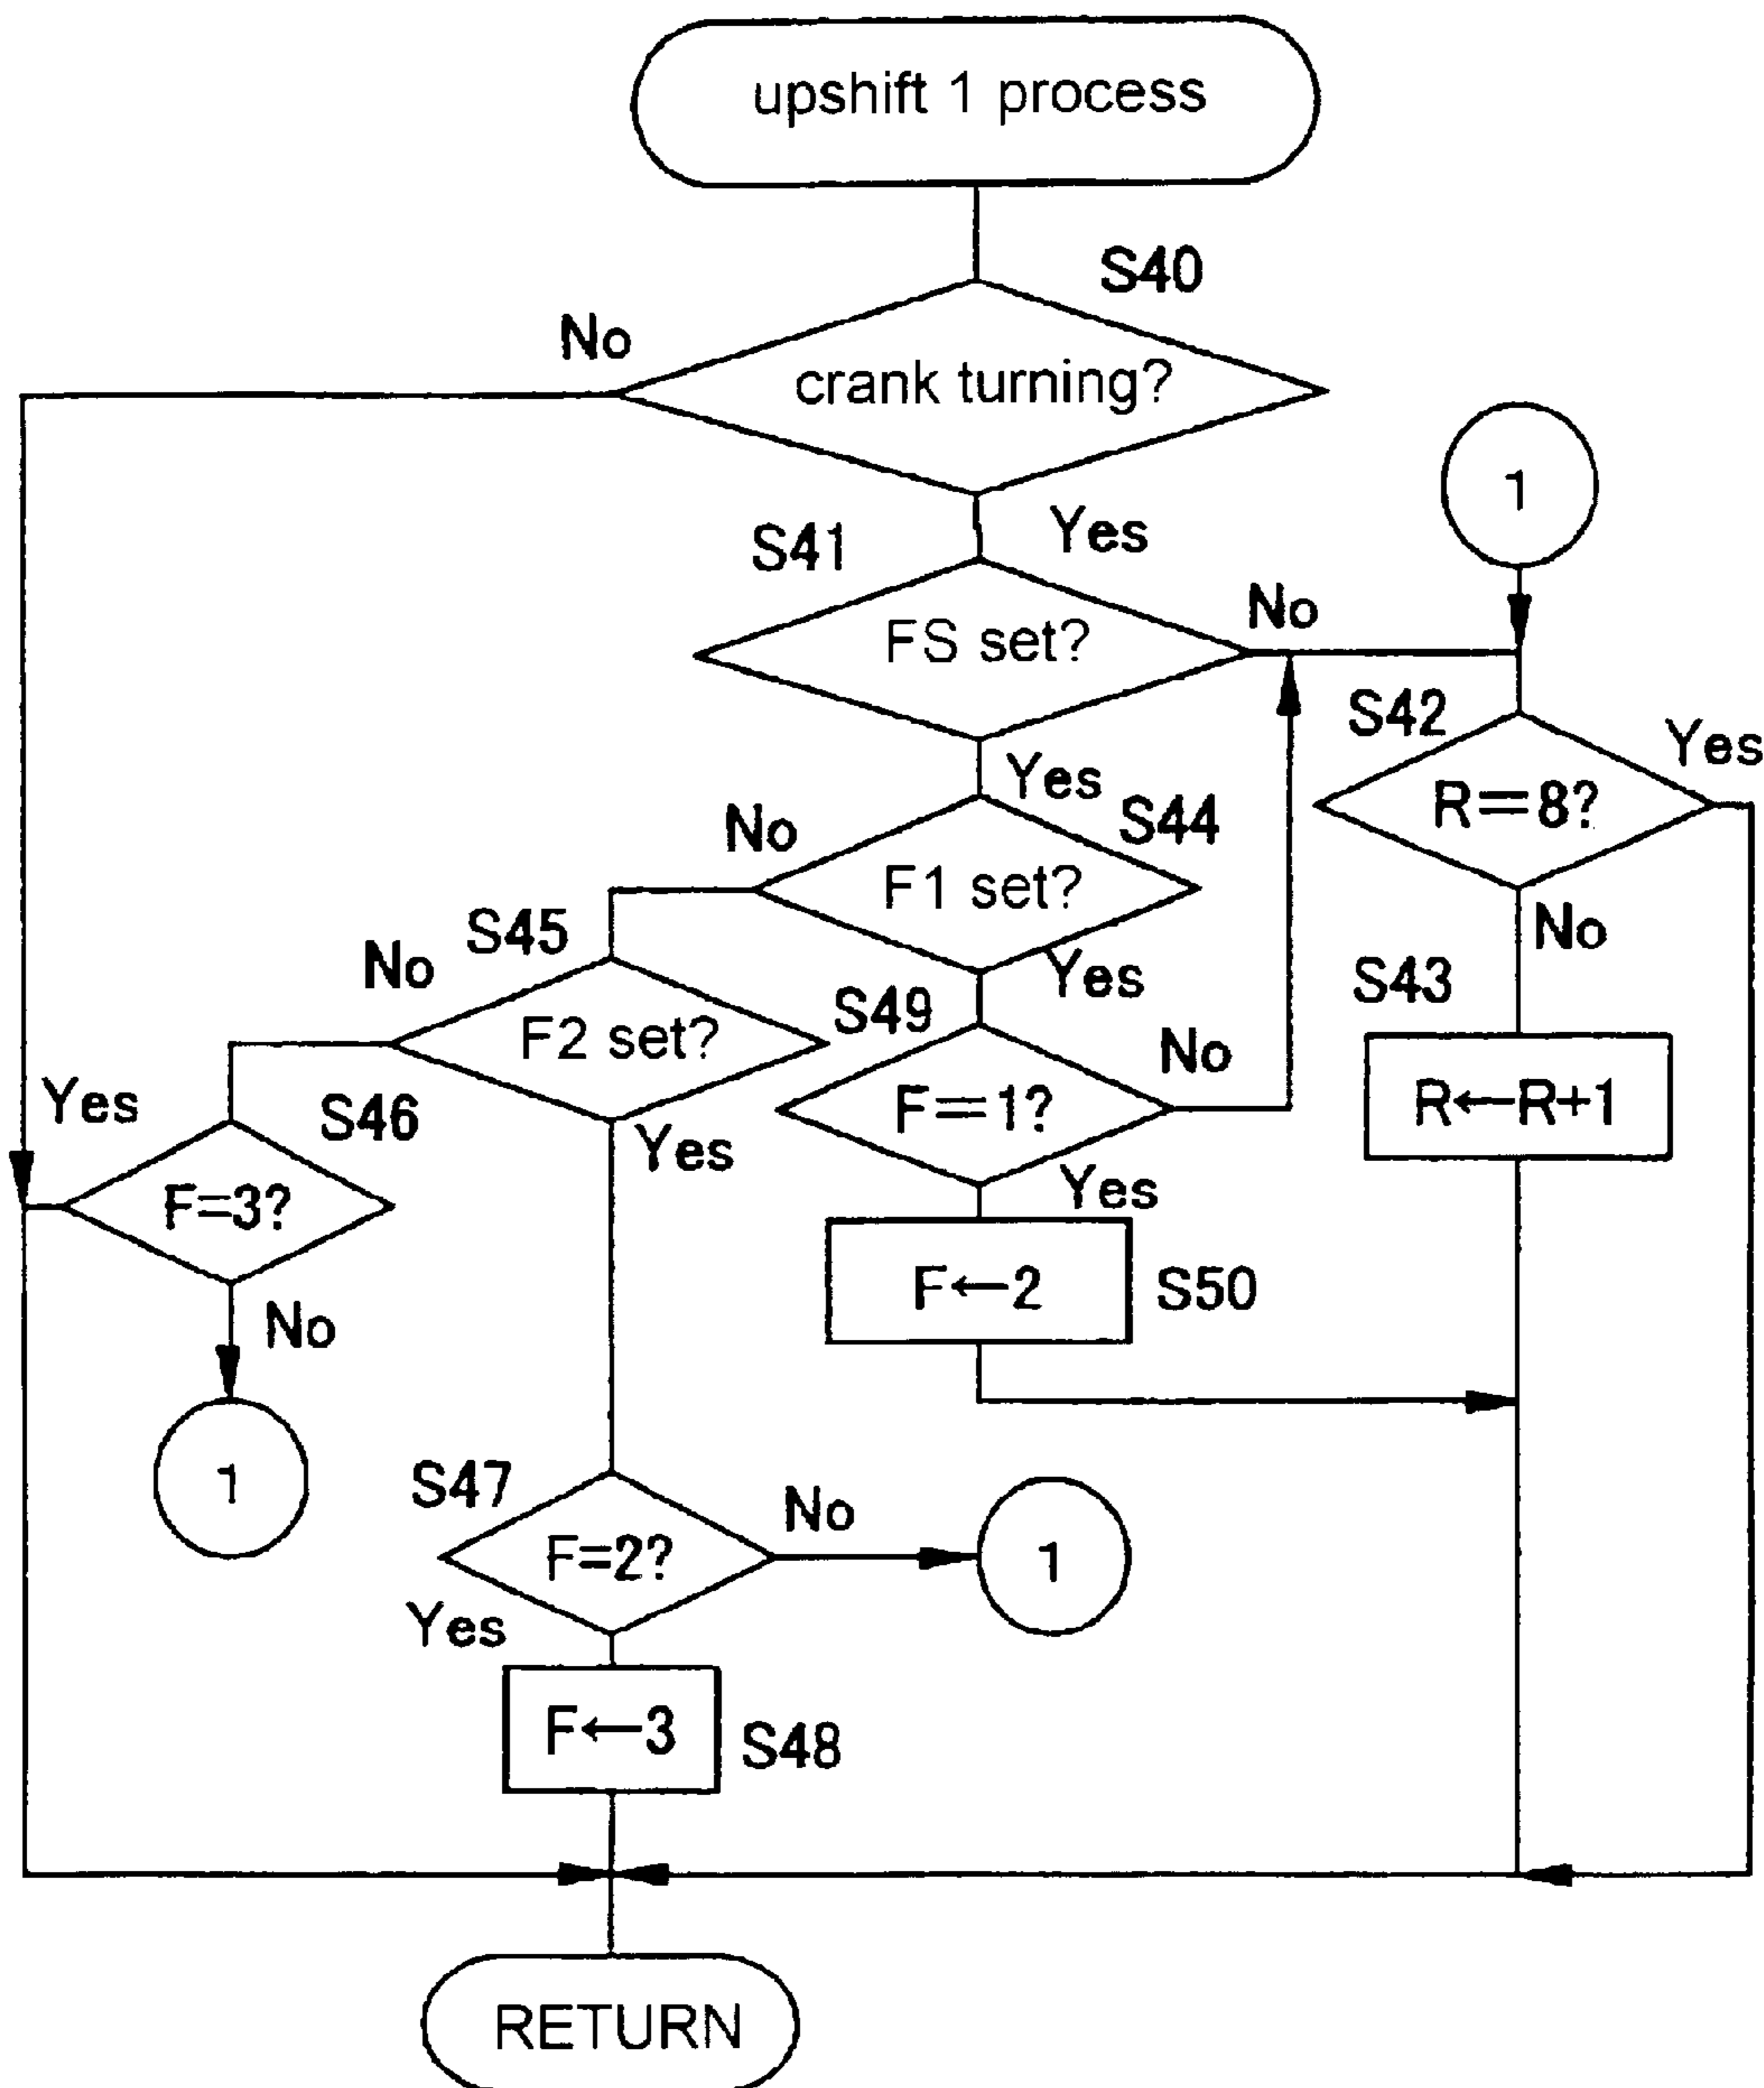 upshift 1 process
S40
No
crank turning?
1
S41
Yes
No
FS set?
S42
Yes
Yes
R=8?
No
S44
F1 set?
No
S45
No
Yes
S43
S49
F2 set?
No
Yes
S46
F=1?
R←R+1
Yes
Yes
F=3?
F←2
S50
No
1
S47
No
F=2?
1
Yes
F←3
S48
RETURN